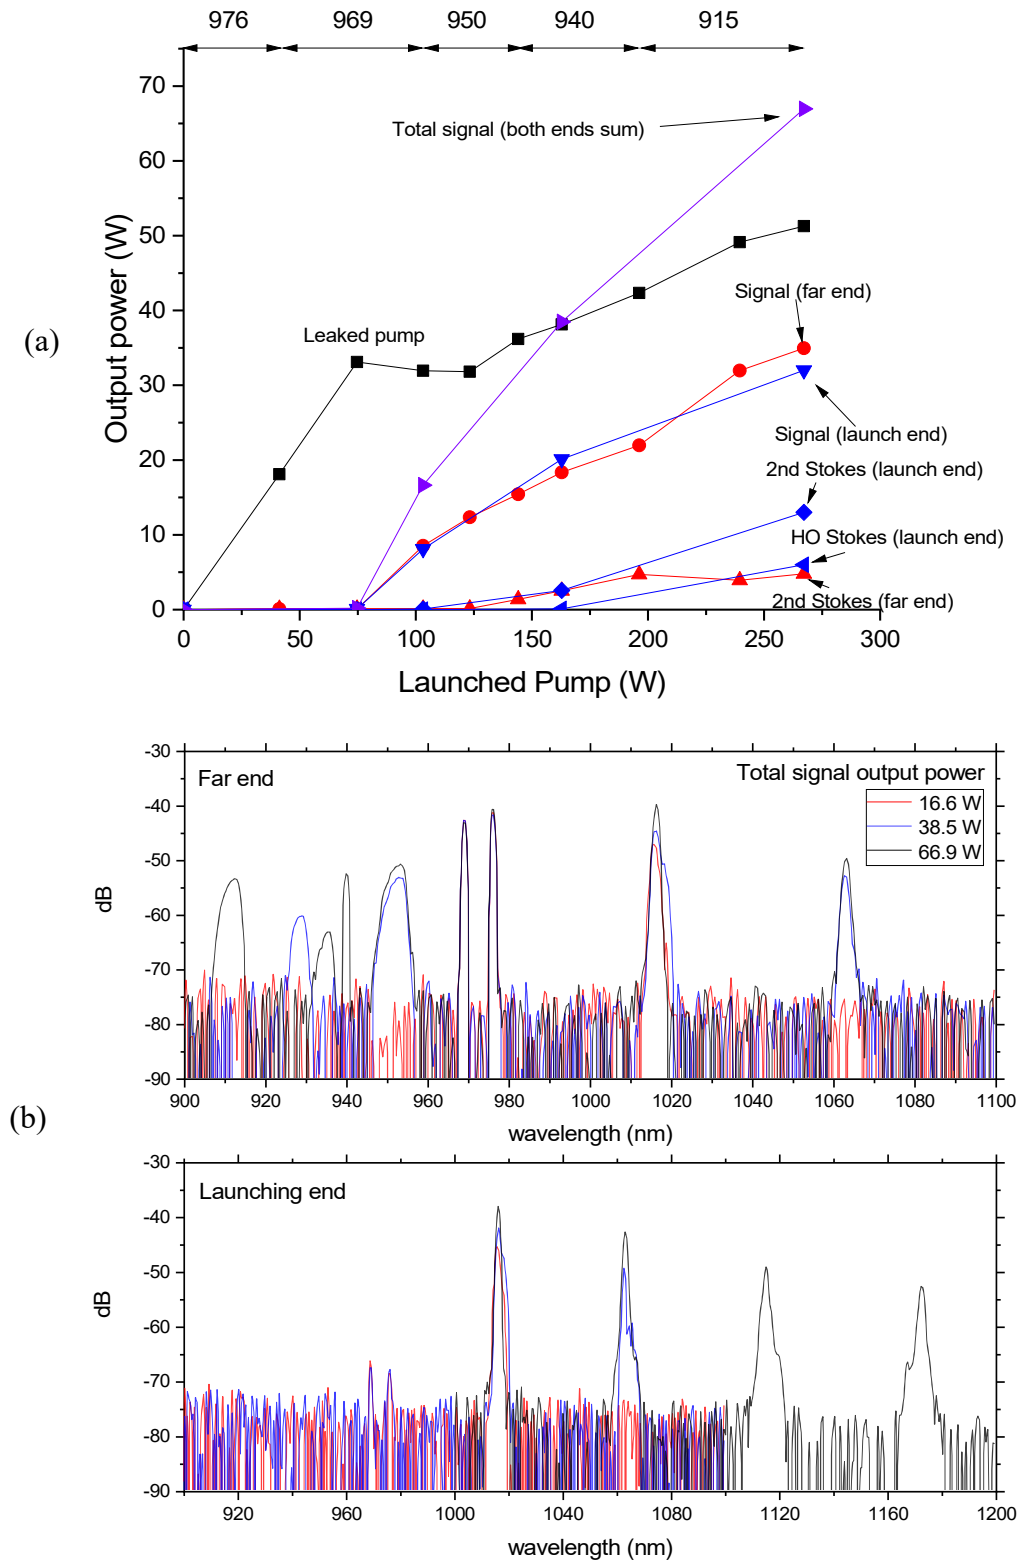 976 969 950 940 915
70
60
50
40
30
20
10
0
Output power (W)
Total signal (both ends sum)
Signal (far end)
Leaked pump
Signal (launch end)
2nd Stokes (launch end)
HO Stokes (launch end)
2nd Stokes (far end)
0 50 100 150 200 250 300
Launched Pump (W)
(a)
-30
-40
-50
-60
-70
-80
-90
dB
Far end
Total signal output power
16.6 W
38.5 W
66.9 W
900 920 940 960 980 1000 1020 1040 1060 1080 1100
wavelength (nm)
(b)
-30
-40
-50
-60
-70
-80
-90
dB
Launching end
920 960 1000 1040 1080 1120 1160 1200
wavelength (nm)